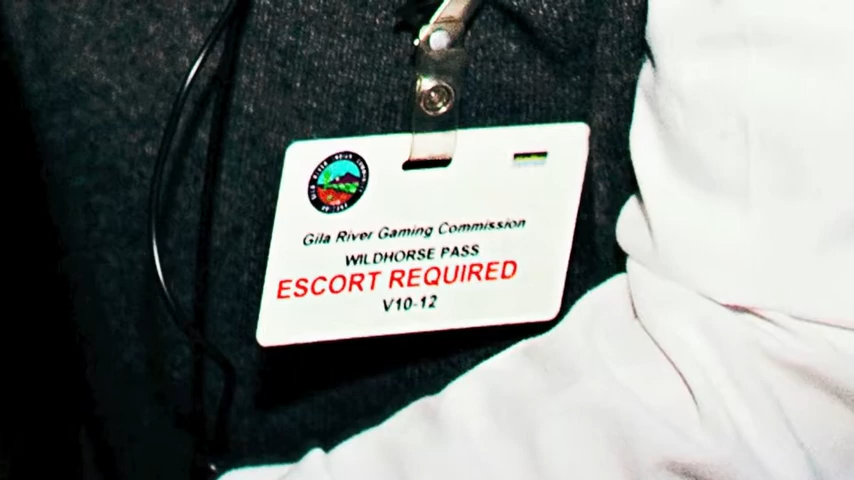 Gila River Gaming Commission
WILDHORSE PASS
ESCORT REQUIRED
V10-12